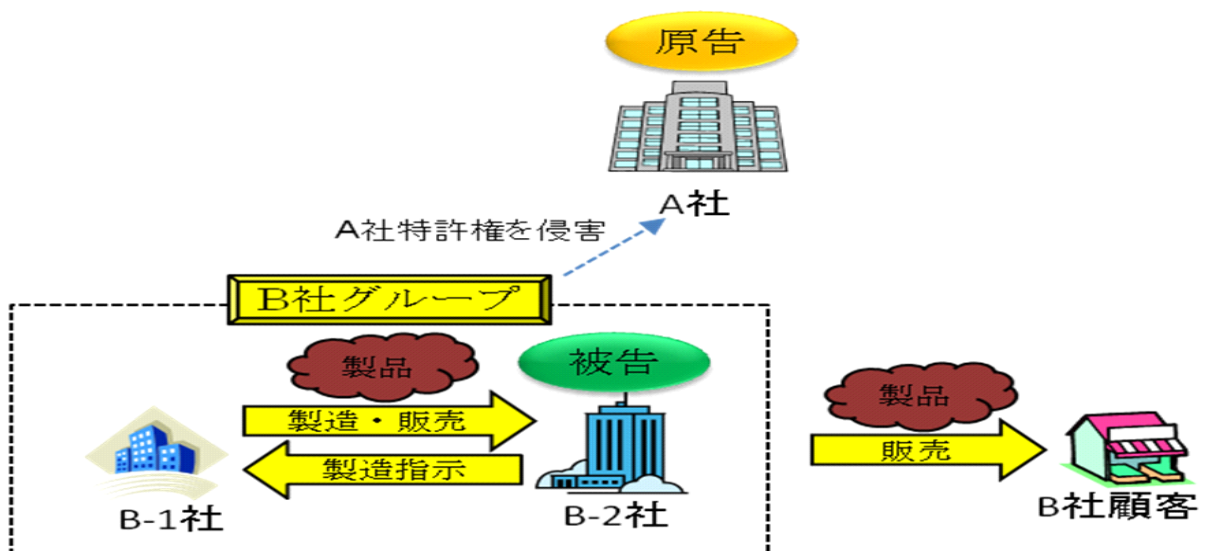 原告
A社
A社特許権を侵害
B社グループ
製品
被告
製造・販売
製造指示
B-1社
B-2社
製品
販売
B社顧客